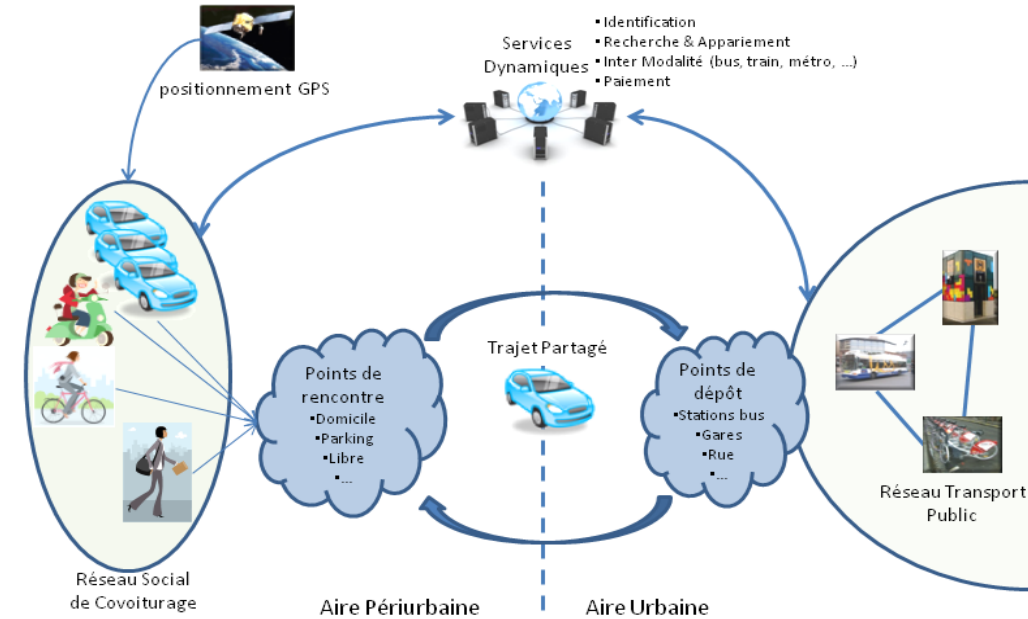 positionnement GPS
Services
Dynamiques
▪Identification
▪Recherche & Appariement
▪Inter Modalité (bus, train, métro, ...)
▪Paiement
Trajet Partagé
Points de
rencontre
▪Domicile
▪Parking
▪Libre
▪...
Points de
dépôt
▪Stations bus
▪Gares
▪Rue
▪...
Réseau Transport
Public
Réseau Social
de Covoiturage
Aire Périurbaine
Aire Urbaine